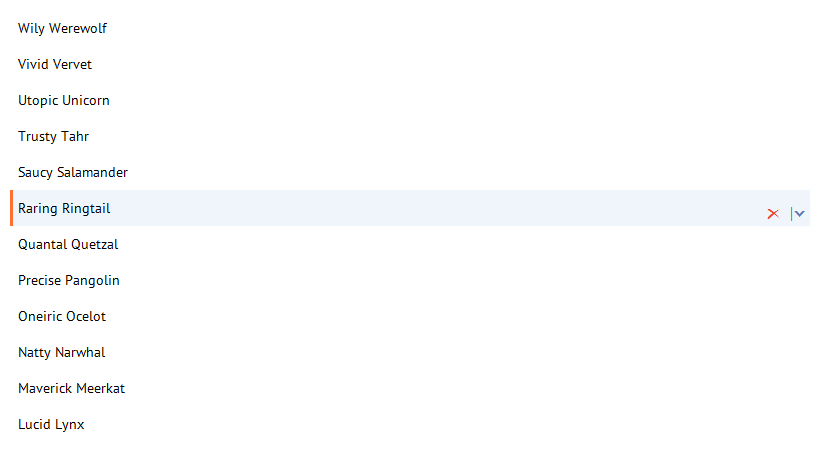 Wily Werewolf
Vivid Vervet
Utopic Unicorn
Trusty Tahr
Saucy Salamander
Raring Ringtail
Quantal Quetzal
Precise Pangolin
Oneiric Ocelot
Natty Narwhal
Maverick Meerkat
Lucid Lynx